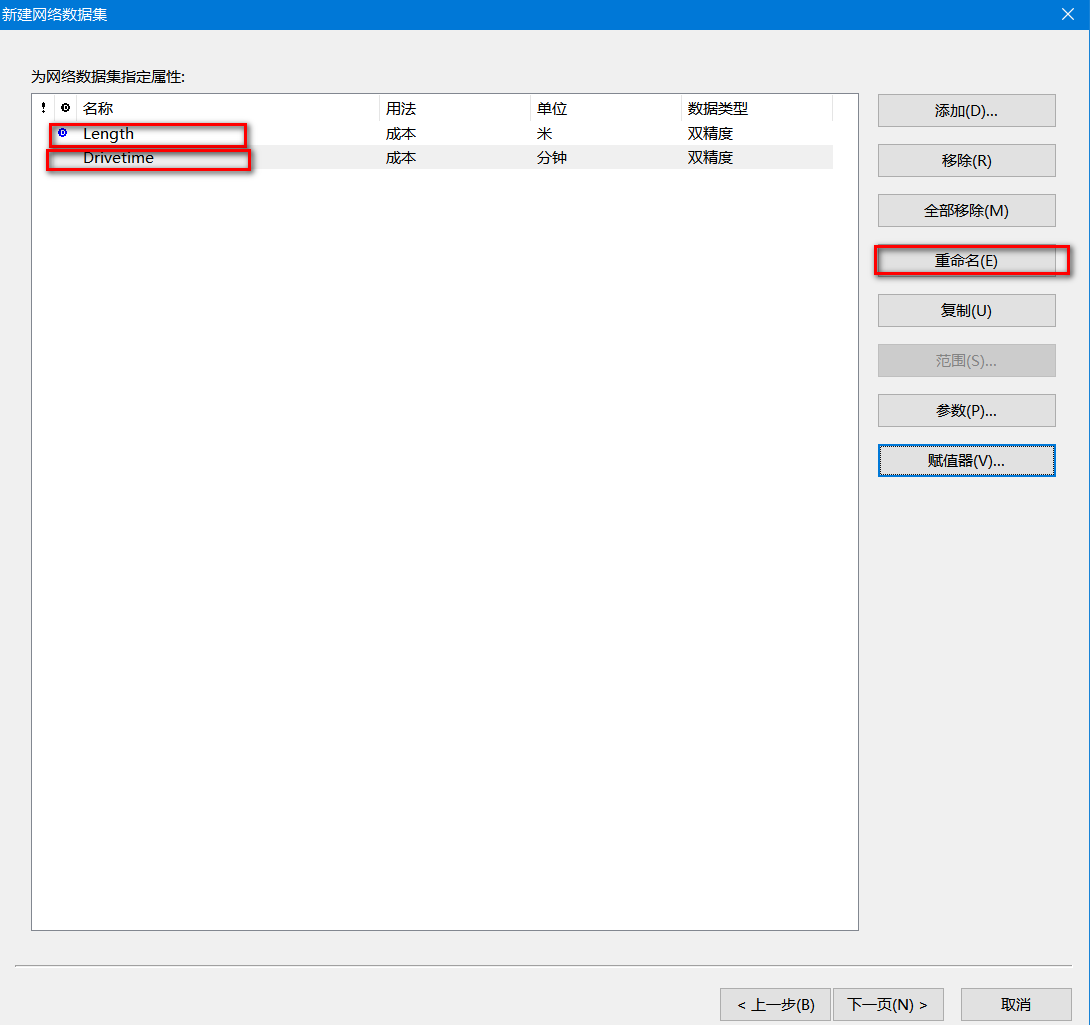 新建网络数据集
为网络数据集指定属性:
! 名称 用法 单位 数据类型
Length 成本 米 双精度
Drivetime 成本 分钟 双精度
添加(D)...
移除(R)
全部移除(M)
重命名(E)
复制(U)
范围(S)...
参数(P)...
赋值器(V)...
< 上一步(B) 下一页(N) > 取消